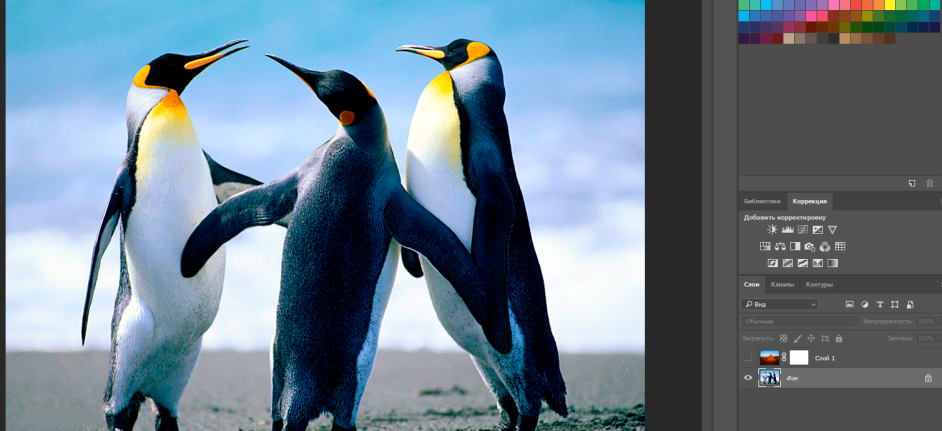 Библиотеки Коррекция
Добавить корректировку
Слои Каналы Контуры
Вид
Обычные Непрозрачность: 100%
Закрепить: Заливка: 100%
Слой 1
Фон